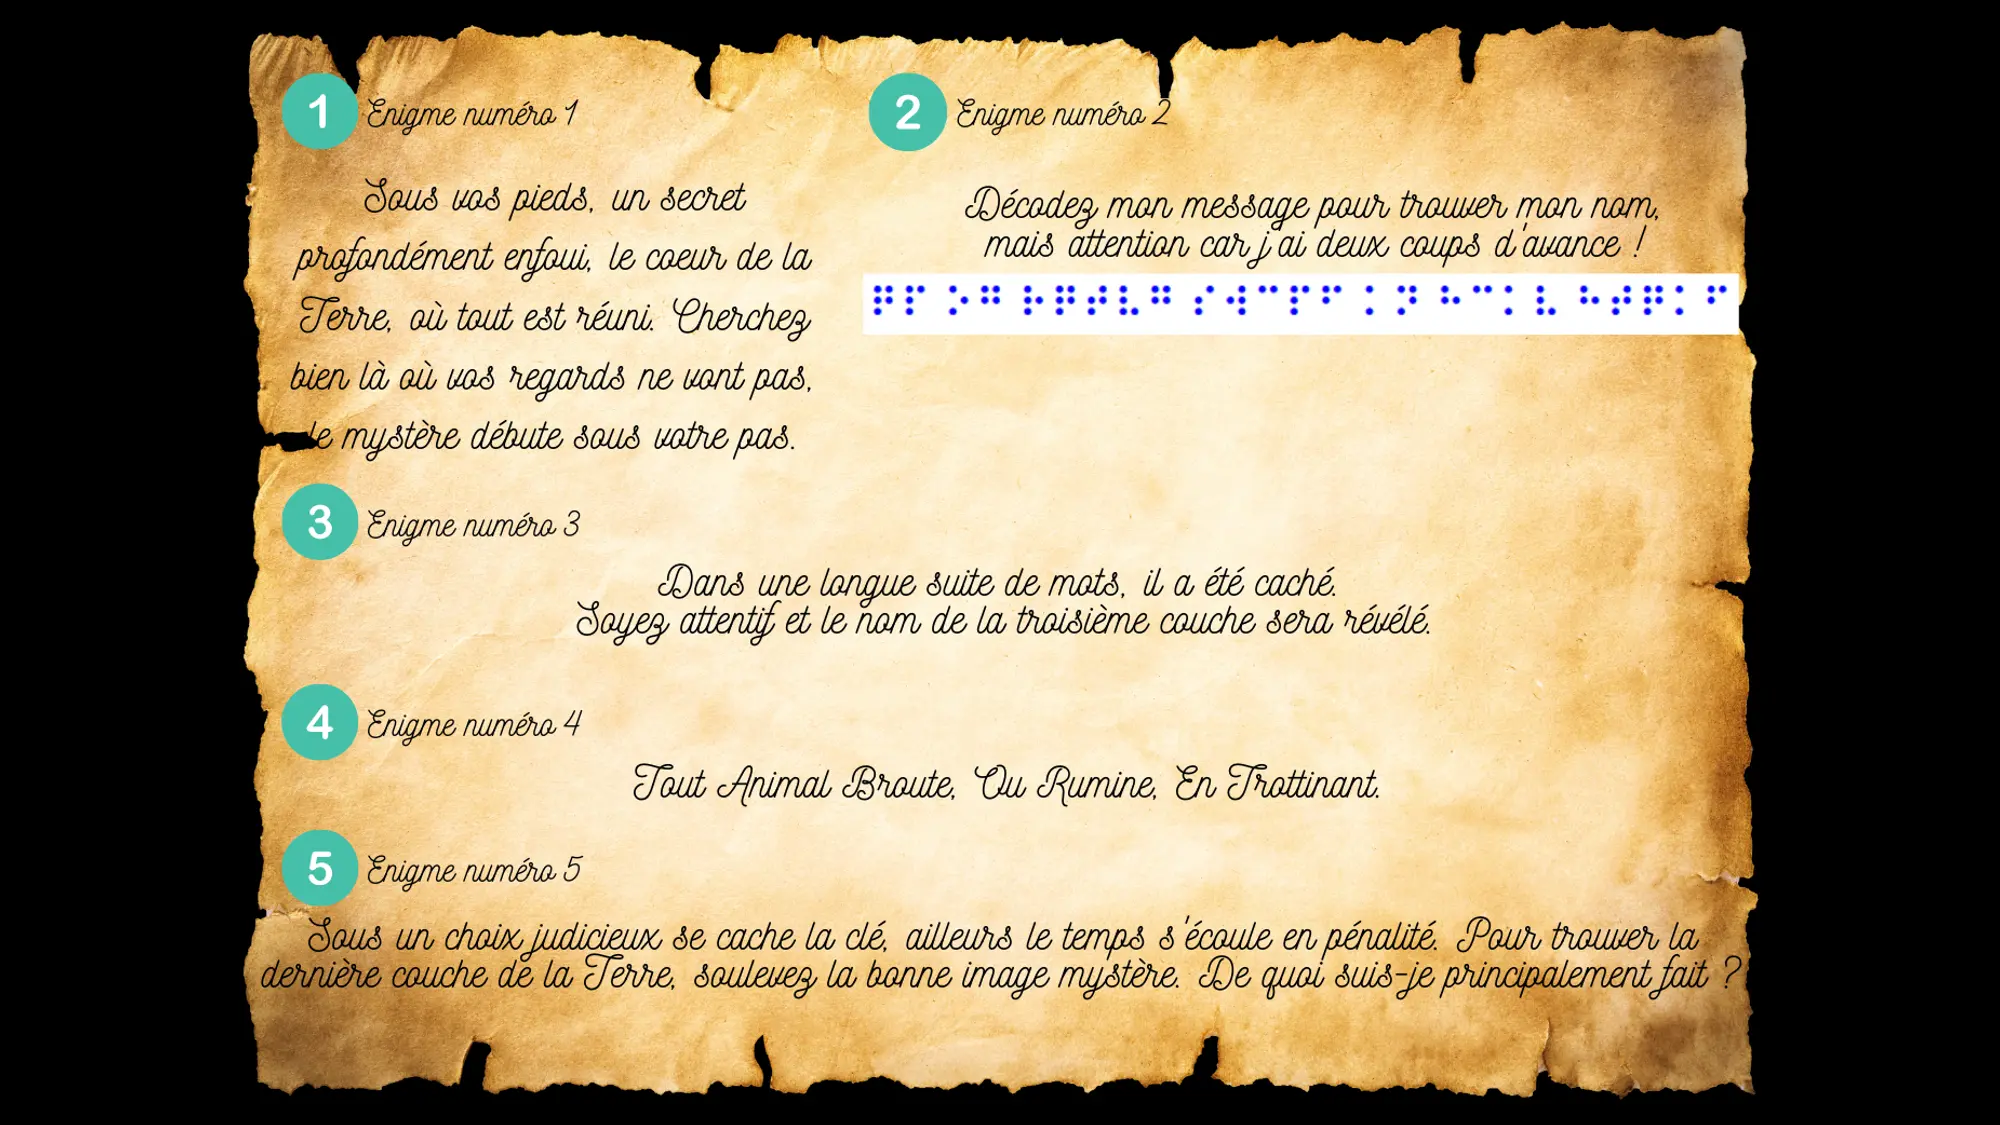 1 Enigme numéro 1
Sous vos pieds, un secret
profondément enfoui, le coeur de la
Terre, où tout est réuni. Cherchez
bien là où vos regards ne vont pas,
le mystère débute sous votre pas.
2 Enigme numéro 2
Décodez mon message pour trouver mon nom,
mais attention car j'ai deux coups d'avance !
⠟⠏ ⠕⠛ ⠗⠟⠞⠧⠛ ⠎⠺⠉⠏⠋ ⠅⠝ ⠓⠉⠅⠧ ⠓⠞⠟⠅⠋
3 Enigme numéro 3
Dans une longue suite de mots, il a été caché.
Soyez attentif et le nom de la troisième couche sera révélé.
4 Enigme numéro 4
Tout Animal Broute, Ou Rumine, En Trottinant.
5 Enigme numéro 5
Sous un choix judicieux se cache la clé, ailleurs le temps s'écoule en pénalité. Pour trouver la
dernière couche de la Terre, soulevez la bonne image mystère. De quoi suis-je principalement fait ?